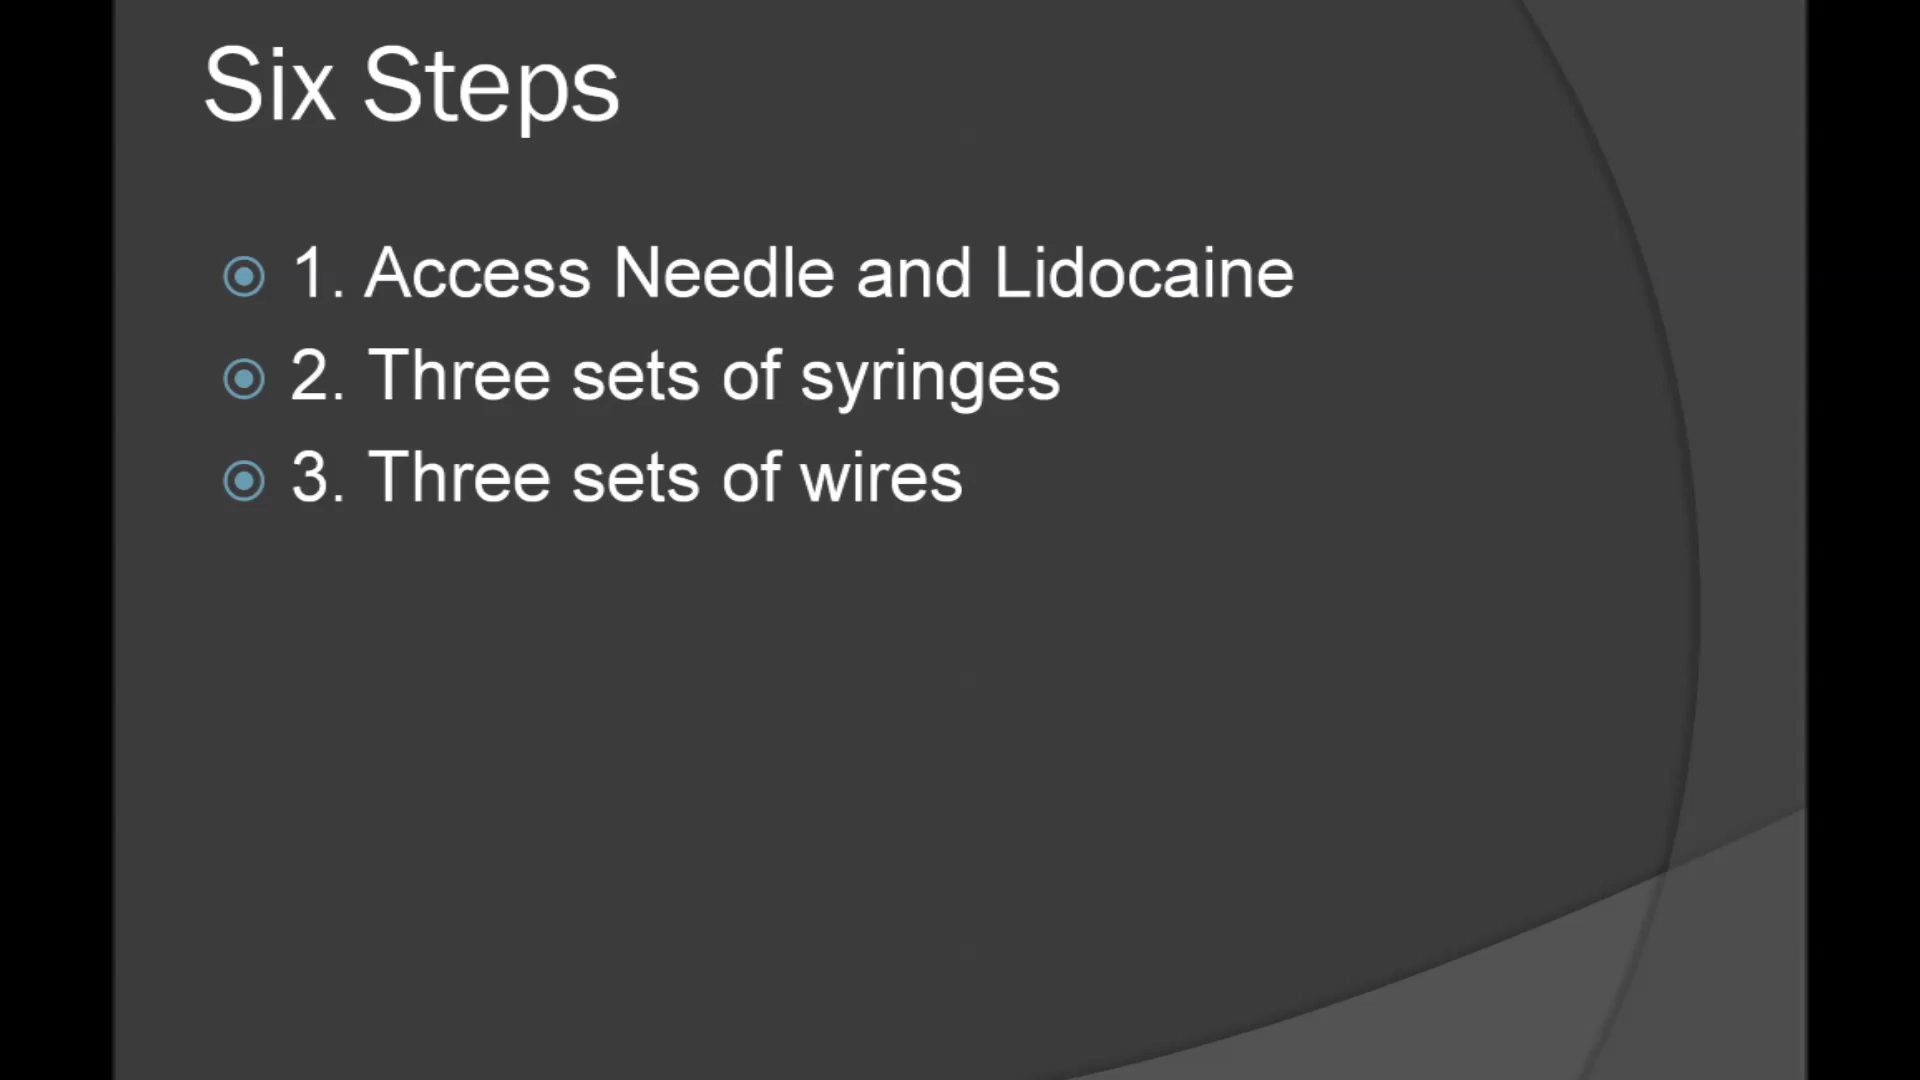 Six Steps
1. Access Needle and Lidocaine
2. Three sets of syringes
3. Three sets of wires